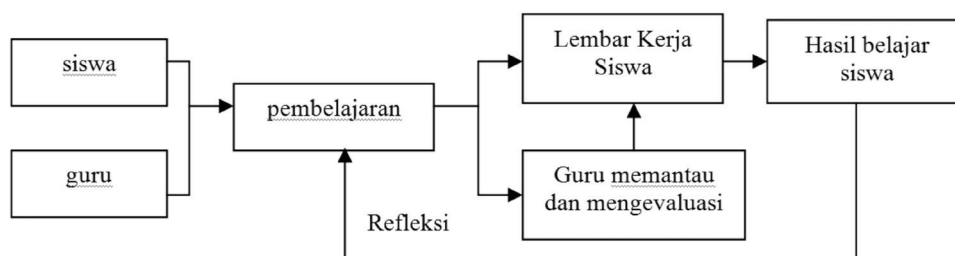 siswa
guru
pembelajaran
Lembar Kerja
Siswa
Guru memantau
dan mengevaluasi
Hasil belajar
siswa
Refleksi